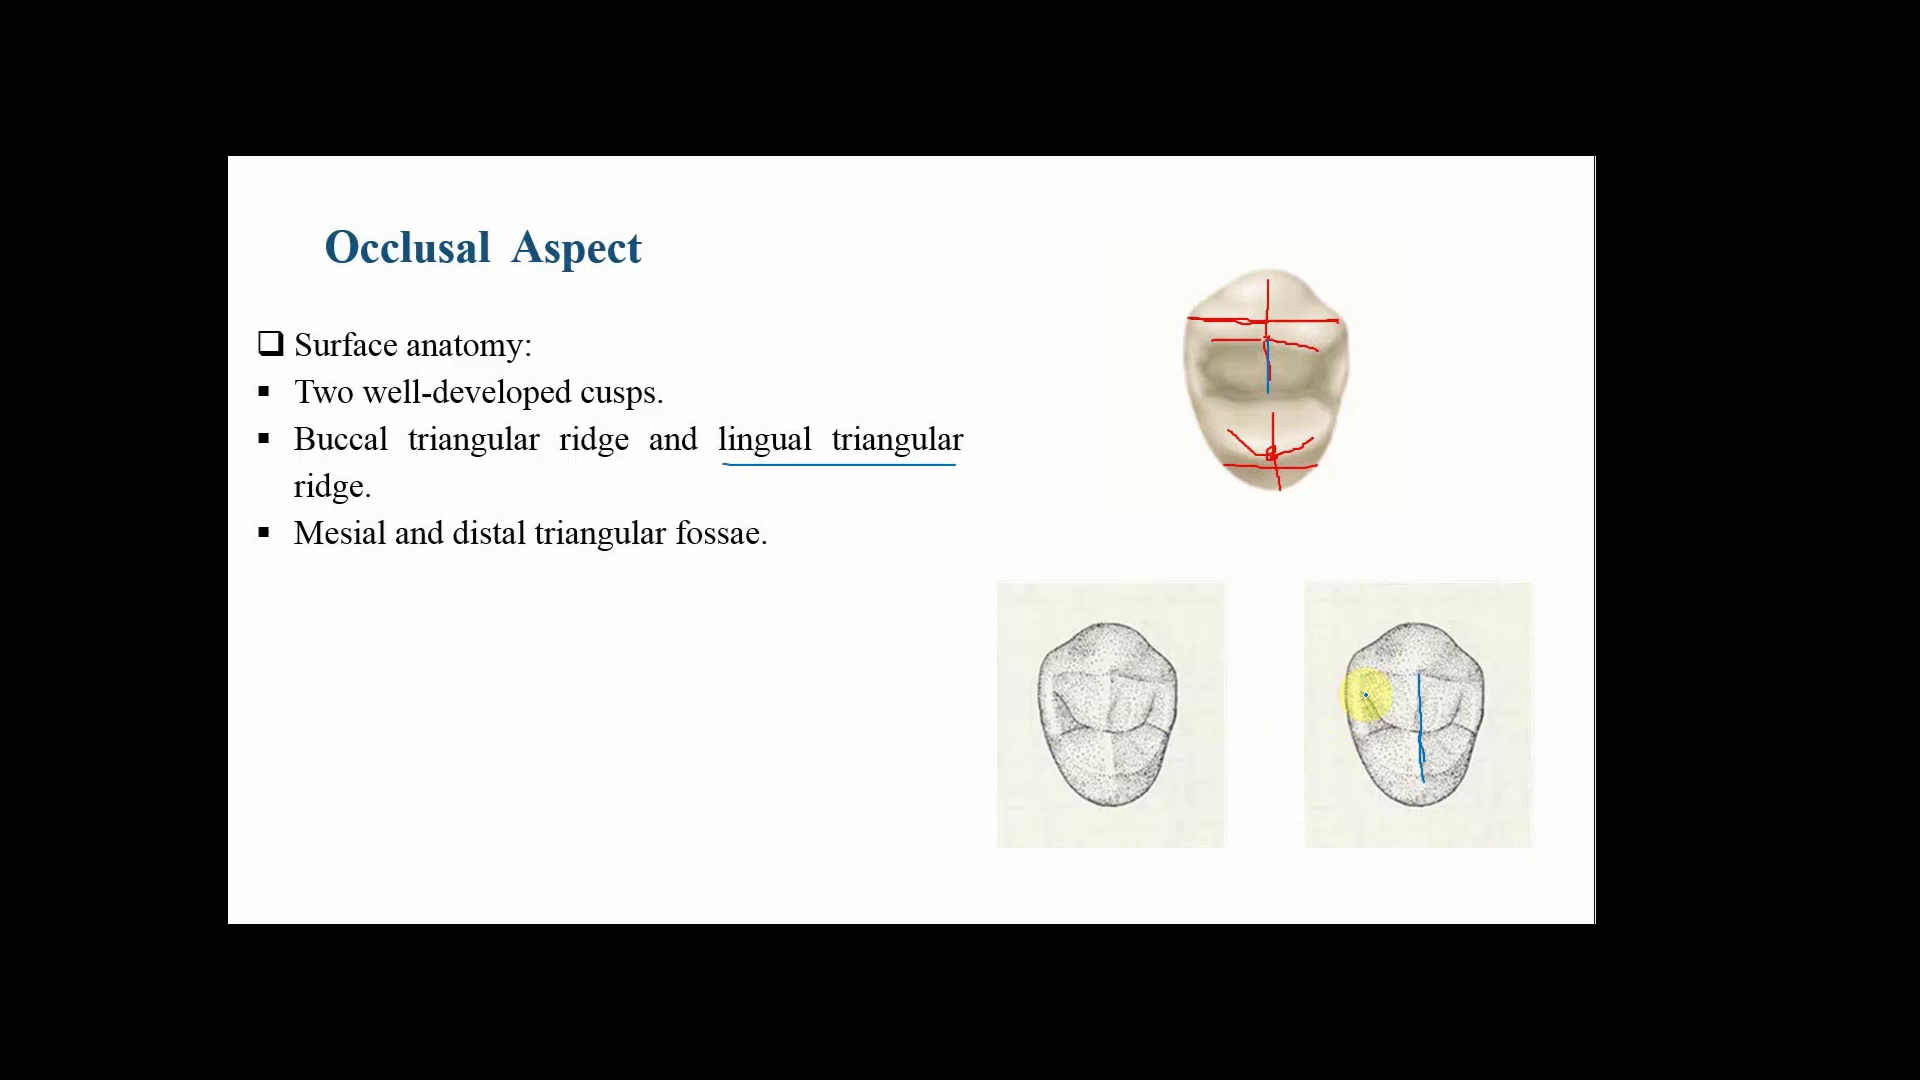 Occlusal Aspect
❑ Surface anatomy:
▪ Two well-developed cusps.
▪ Buccal triangular ridge and lingual triangular
ridge.
▪ Mesial and distal triangular fossae.